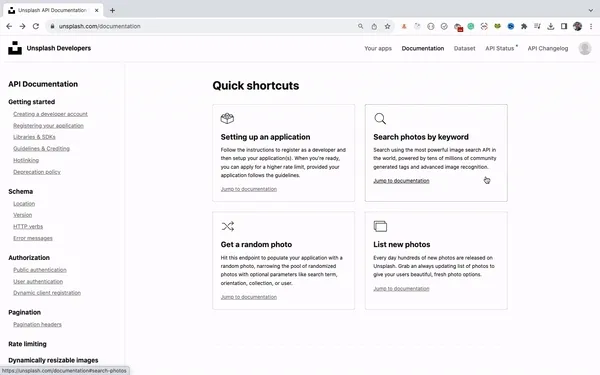 Unsplash API Documentation
unsplash.com/documentation
Unsplash Developers
Your apps
Documentation
Dataset
API Status
API Changelog
API Documentation
Getting started
Creating a developer account
Registering your application
Libraries & SDKs
Guidelines & Crediting
Hotlinking
Deprecation policy
Schema
Location
Version
HTTP verbs
Error messages
Authorization
Public authentication
User authentication
Dynamic client registration
Pagination
Pagination headers
Rate limiting
Dynamically resizable images
Quick shortcuts
Setting up an application
Follow the instructions to register as a developer and
then setup your application(s). When you're ready,
you can apply for a higher rate limit, provided your
application follows the guidelines.
Jump to documentation
Search photos by keyword
Search using the most powerful image search API in
the world, powered by tens of millions of community
generated tags and advanced image recognition.
Jump to documentation
Get a random photo
Hit this endpoint to populate your application with a
random photo, narrowing the pool of randomized
photos with optional parameters like search term,
orientation, collection, or user.
Jump to documentation
List new photos
Every day hundreds of new photos are released on
Unsplash. Grab an always updating list of photos to
give your users beautiful, fresh photo options.
Jump to documentation
https://unsplash.com/documentation#search-photos